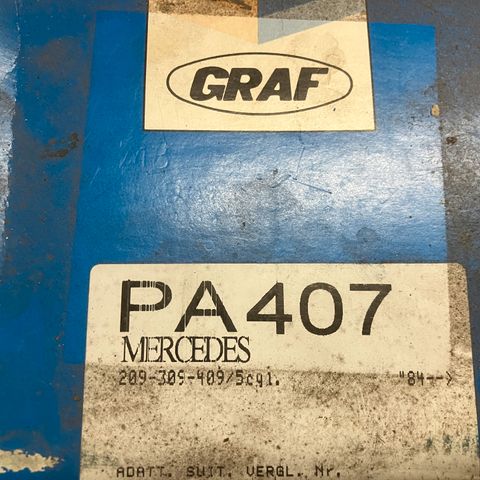 GRAF
PA407
MERCEDES
209-309-409/5cyl. "84-->
ADATT. SUIT. VERGL. Nr.